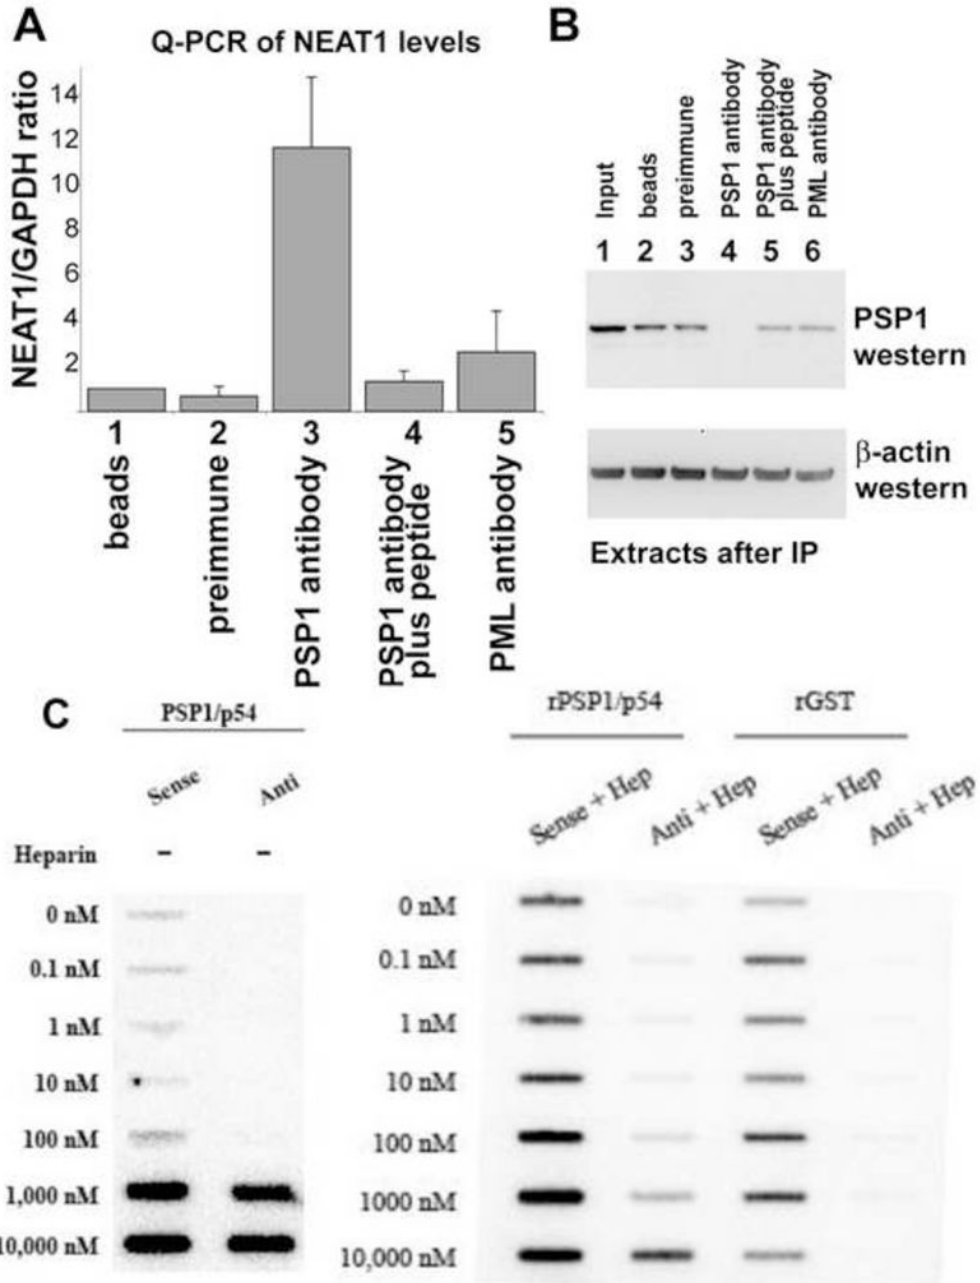 A
Q-PCR of NEAT1 levels
NEAT1/GAPDH ratio
14
12
10
8
6
4
2
1
2
3
4
5
beads
preimmune
PSP1 antibody
PSP1 antibody
plus peptide
PML antibody
B
Input
beads
preimmune
PSP1 antibody
PSP1 antibody
plus peptide
PML antibody
1 2 3 4 5 6
PSP1
western
β-actin
western
Extracts after IP
C
PSP1/p54
Sense Anti
Heparin - -
0 nM
0.1 nM
1 nM
10 nM
100 nM
1,000 nM
10,000 nM
rPSP1/p54 rGST
Sense + Hep Anti + Hep Sense + Hep Anti + Hep
0 nM
0.1 nM
1 nM
10 nM
100 nM
1000 nM
10,000 nM